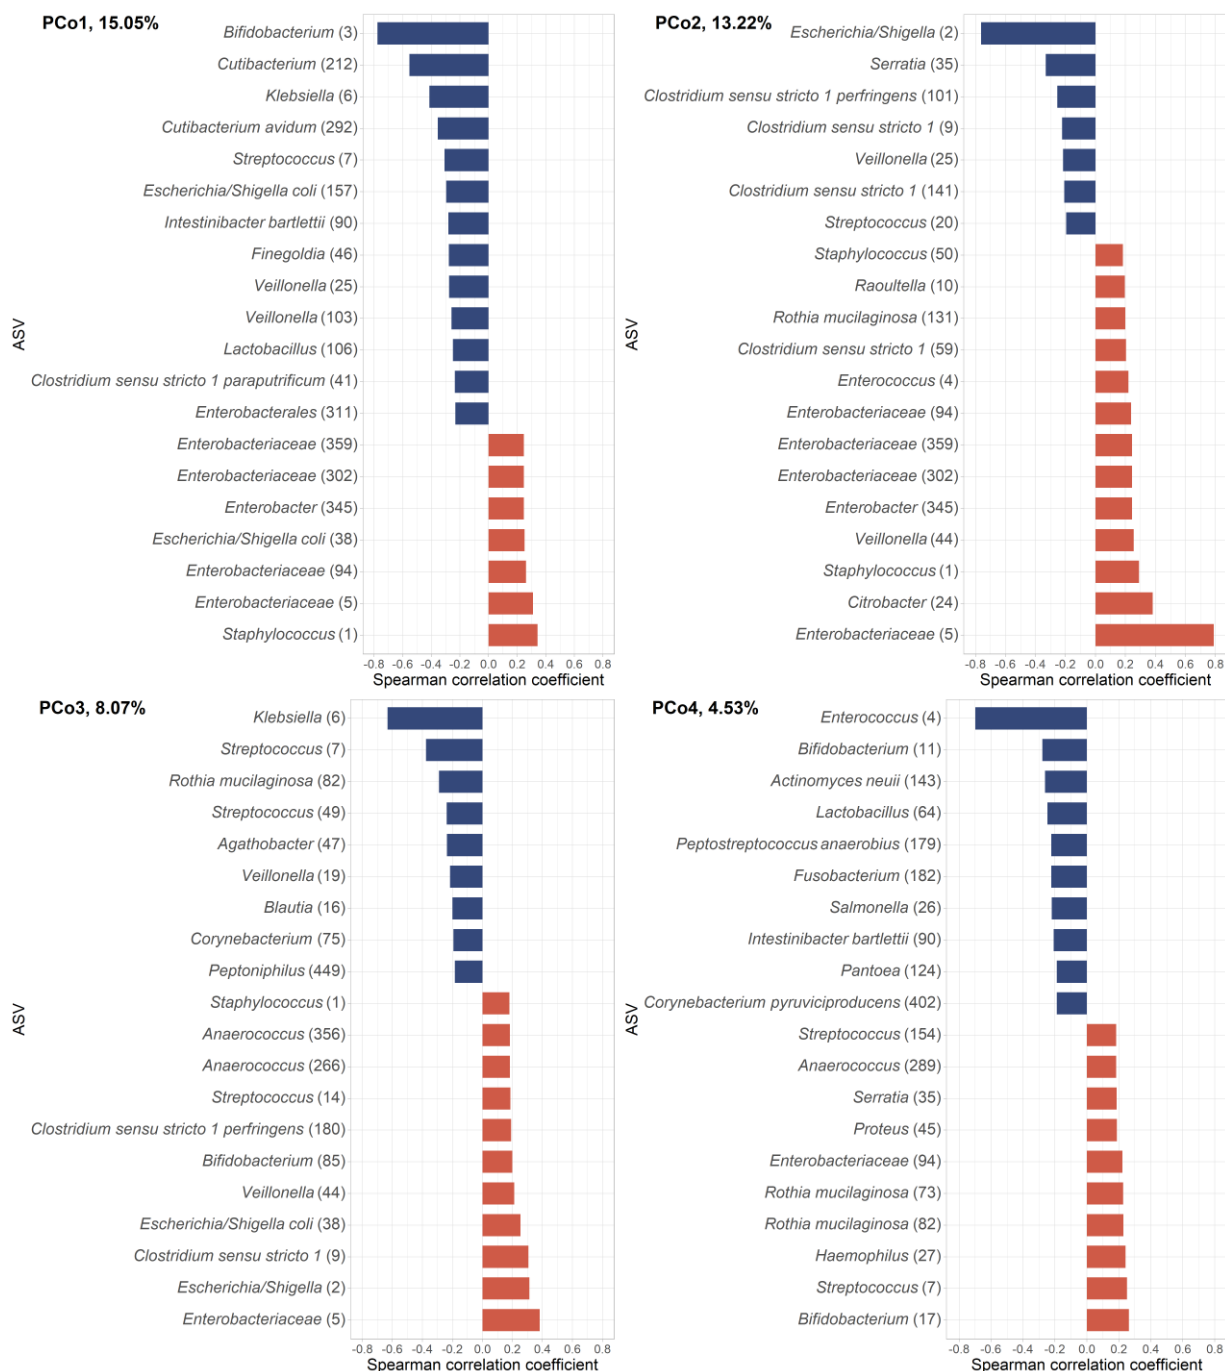 PCo1, 15.05%
Bifidobacterium (3)
Cutibacterium (212)
Klebsiella (6)
Cutibacterium avidum (292)
Streptococcus (7)
Escherichia/Shigella coli (157)
Intestinibacter bartlettii (90)
Finegoldia (46)
Veillonella (25)
Veillonella (103)
Lactobacillus (106)
Clostridium sensu stricto 1 paraputrificum (41)
Enterobacterales (311)
Enterobacteriaceae (359)
Enterobacteriaceae (302)
Enterobacter (345)
Escherichia/Shigella coli (38)
Enterobacteriaceae (94)
Enterobacteriaceae (5)
Staphylococcus (1)
ASV
-0.8 -0.6 -0.4 -0.2 0.0 0.2 0.4 0.6 0.8
Spearman correlation coefficient
PCo2, 13.22%
Escherichia/Shigella (2)
Serratia (35)
Clostridium sensu stricto 1 perfringens (101)
Clostridium sensu stricto 1 (9)
Veillonella (25)
Clostridium sensu stricto 1 (141)
Streptococcus (20)
Staphylococcus (50)
Raoultella (10)
Rothia mucilaginosa (131)
Clostridium sensu stricto 1 (59)
Enterococcus (4)
Enterobacteriaceae (94)
Enterobacteriaceae (359)
Enterobacteriaceae (302)
Enterobacter (345)
Veillonella (44)
Staphylococcus (1)
Citrobacter (24)
Enterobacteriaceae (5)
ASV
-0.8 -0.6 -0.4 -0.2 0.0 0.2 0.4 0.6 0.8
Spearman correlation coefficient
PCo3, 8.07%
Klebsiella (6)
Streptococcus (7)
Rothia mucilaginosa (82)
Streptococcus (49)
Agathobacter (47)
Veillonella (19)
Blautia (16)
Corynebacterium (75)
Peptoniphilus (449)
Staphylococcus (1)
Anaerococcus (356)
Anaerococcus (266)
Streptococcus (14)
Clostridium sensu stricto 1 perfringens (180)
Bifidobacterium (85)
Veillonella (44)
Escherichia/Shigella coli (38)
Clostridium sensu stricto 1 (9)
Escherichia/Shigella (2)
Enterobacteriaceae (5)
ASV
-0.8 -0.6 -0.4 -0.2 0.0 0.2 0.4 0.6 0.8
Spearman correlation coefficient
PCo4, 4.53%
Enterococcus (4)
Bifidobacterium (11)
Actinomyces neuii (143)
Lactobacillus (64)
Peptostreptococcus anaerobius (179)
Fusobacterium (182)
Salmonella (26)
Intestinibacter bartlettii (90)
Pantoea (124)
Corynebacterium pyruviciproducens (402)
Streptococcus (154)
Anaerococcus (289)
Serratia (35)
Proteus (45)
Enterobacteriaceae (94)
Rothia mucilaginosa (73)
Rothia mucilaginosa (82)
Haemophilus (27)
Streptococcus (7)
Bifidobacterium (17)
ASV
-0.8 -0.6 -0.4 -0.2 0.0 0.2 0.4 0.6 0.8
Spearman correlation coefficient